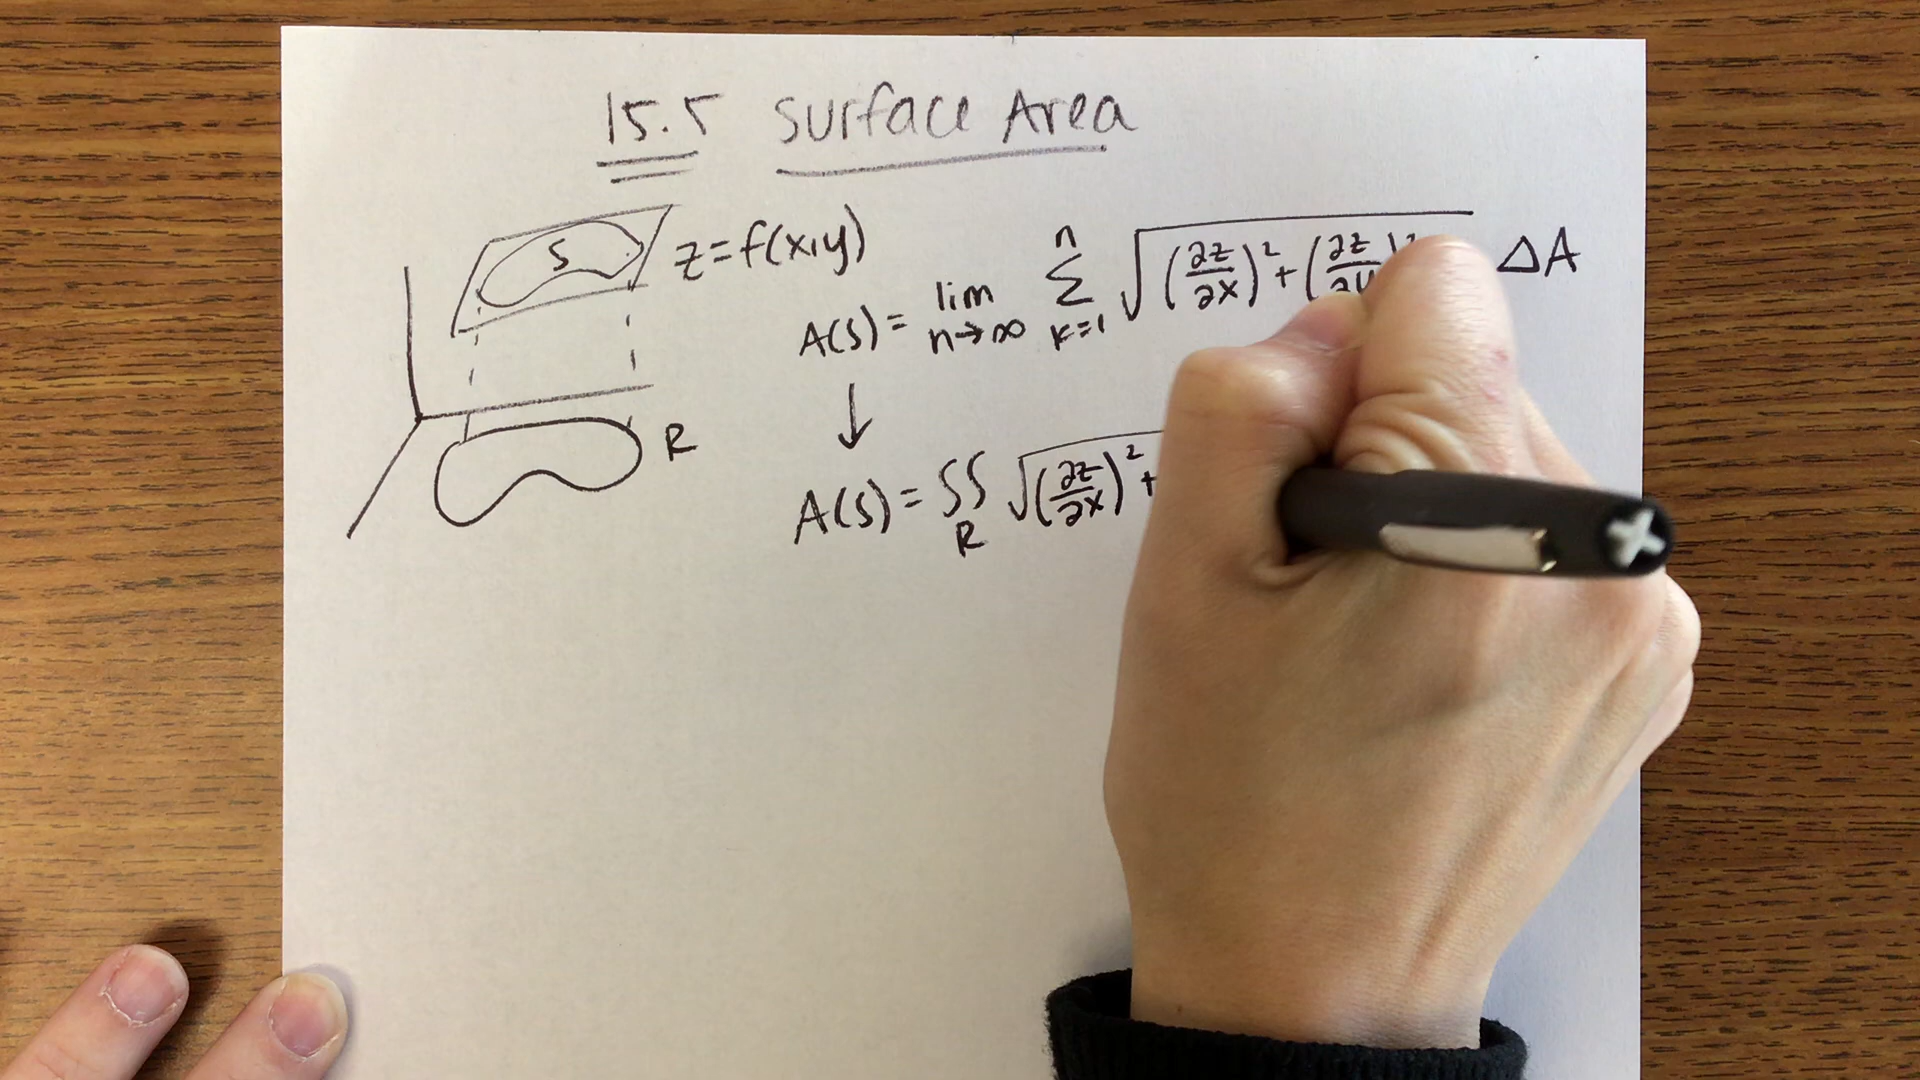 15.5 Surface Area
S
z=f(x,y)
A(S) = lim n→∞ n Σ k=1 √(∂z/∂x)² + (∂z/∂y)² ΔA
↓
R
A(S) = ∫∫ R √(∂z/∂x)² +